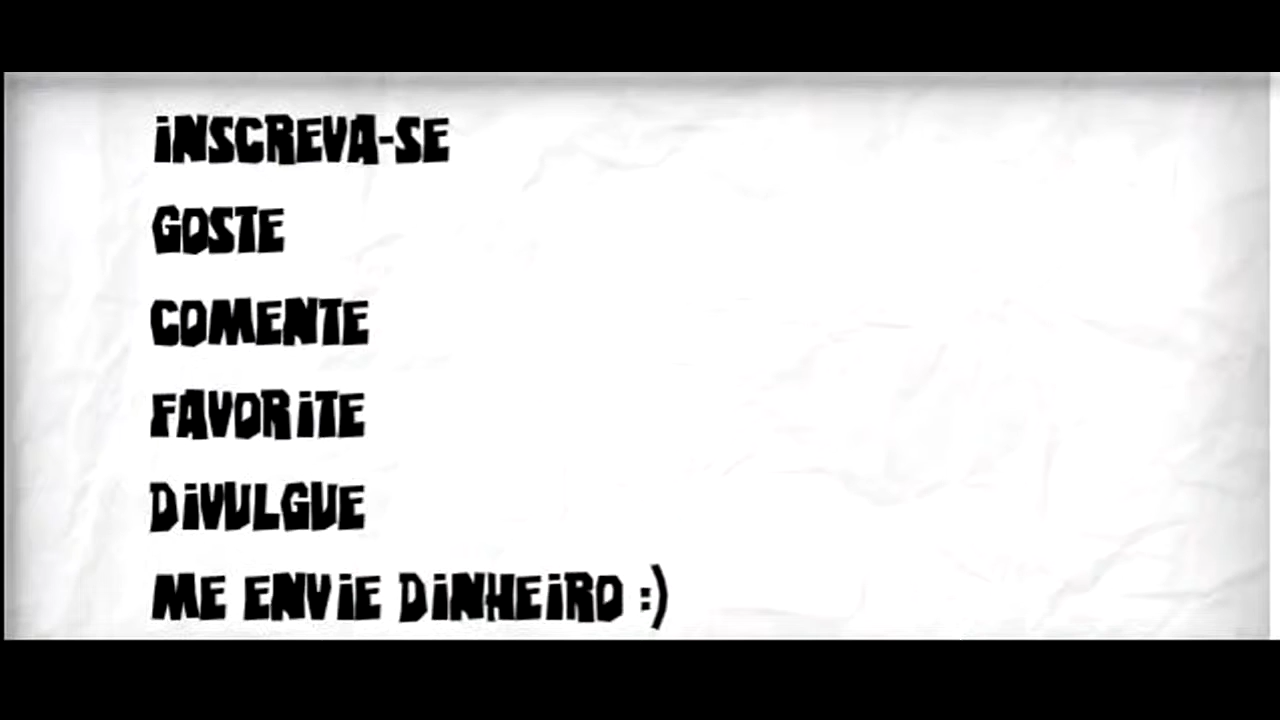 INSCREVA-SE
GOSTE
COMENTE
FAVORITE
DIVULGUE
ME ENVIE DINHEIRO :)